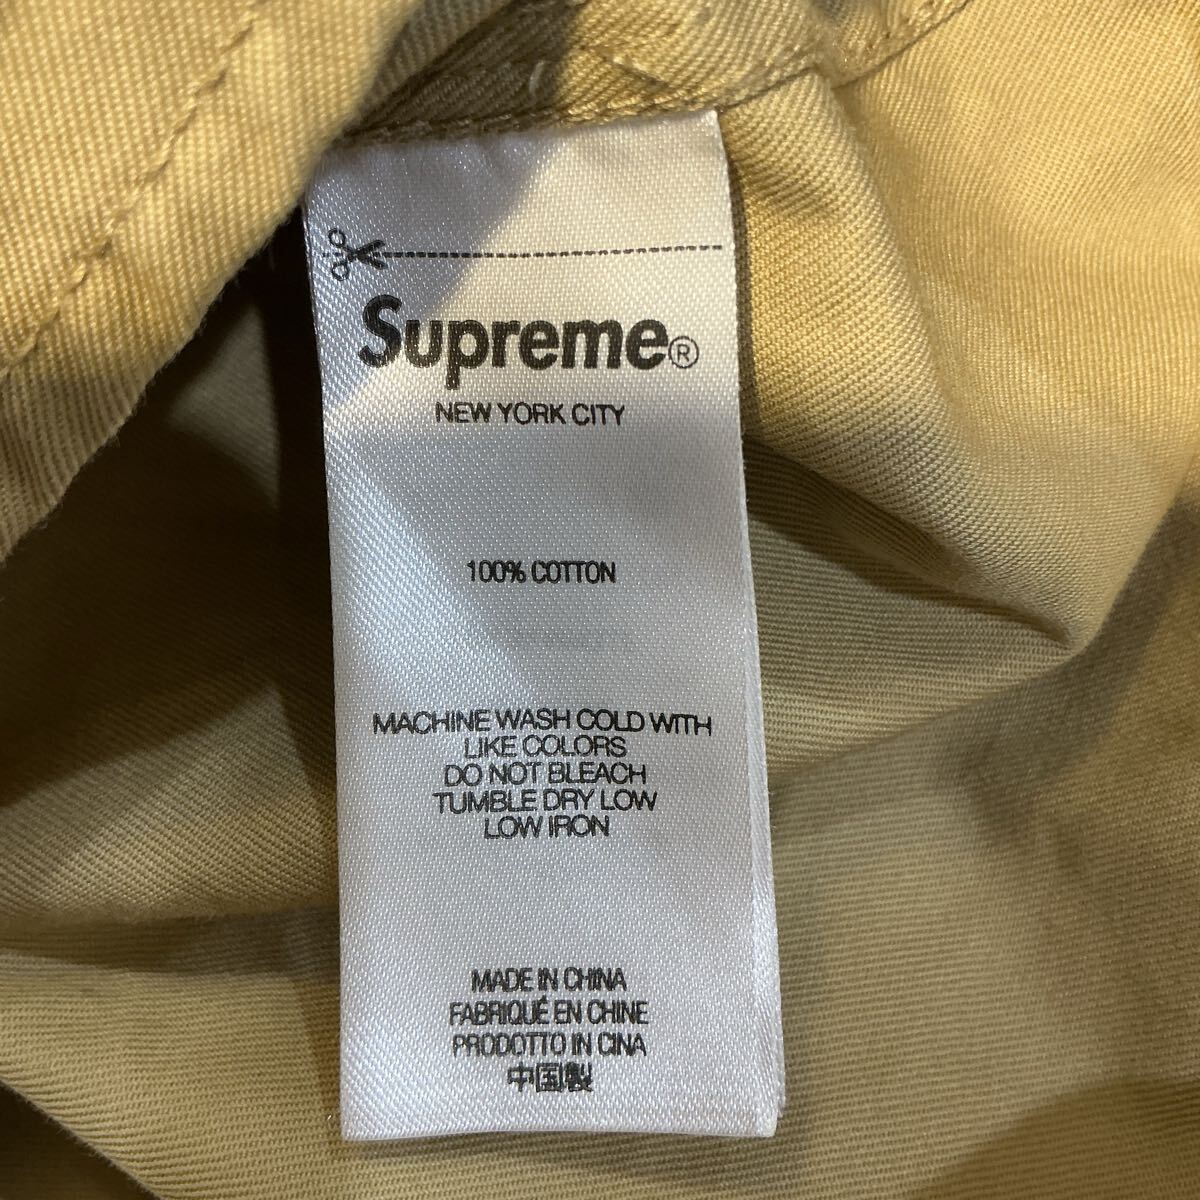 Supreme®
NEW YORK CITY
100% COTTON
MACHINE WASH COLD WITH
LIKE COLORS
DO NOT BLEACH
TUMBLE DRY LOW
LOW IRON
MADE IN CHINA
FABRIQUÉ EN CHINE
PRODOTTO IN CINA
中国製